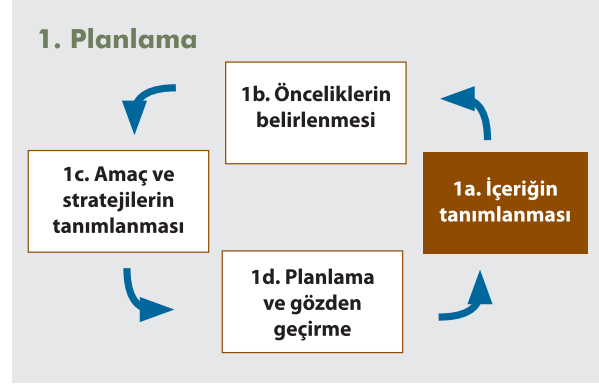 1. Planlama
1b. Önceliklerin
belirlenmesi
1c. Amaç ve
stratejilerin
tanımlanması
1a. İçeriğin
tanımlanması
1d. Planlama
ve gözden
geçirme